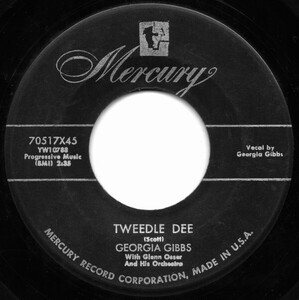 Mercury
70517X45
YW10788
Progressive Music
(BMI) 2:35
Vocal by
Georgia Gibbs
TWEEDLE DEE
(Scott)
GEORGIA GIBBS
With Glenn Osser
And His Orchestra
MERCURY RECORD CORPORATION, MADE IN U.S.A.